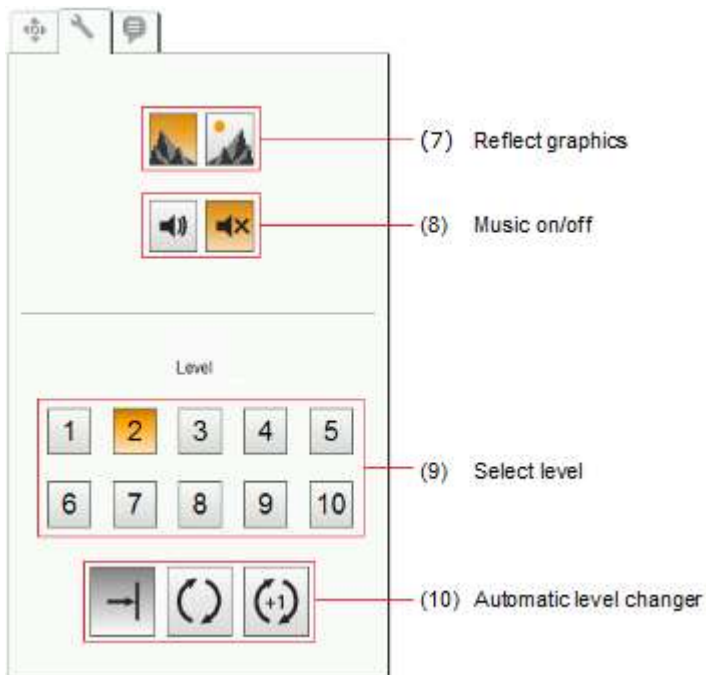 (7) Reflect graphics
(8) Music on/off
Level
1 2 3 4 5
6 7 8 9 10
(9) Select level
+1
(10) Automatic level changer